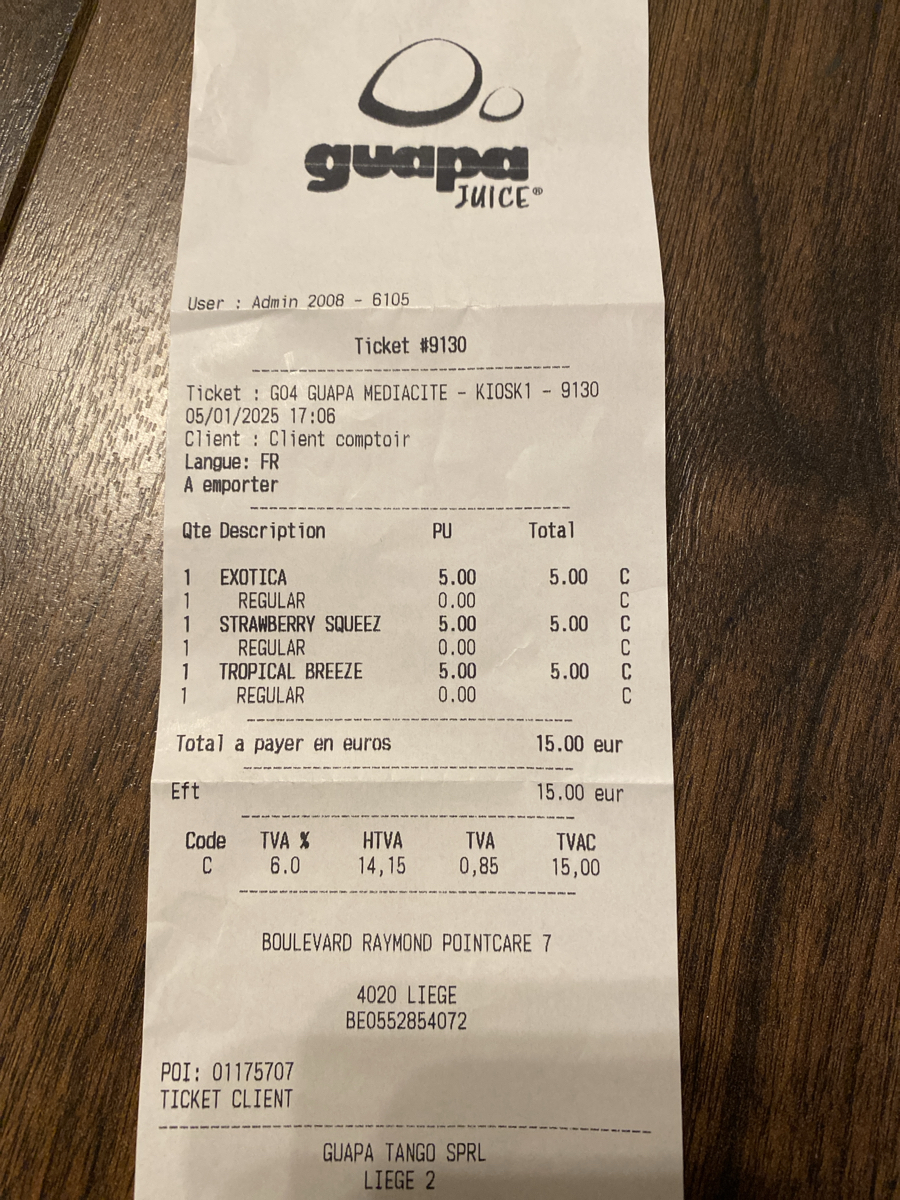 guapa
JUICE®
User : Admin 2008 - 6105
Ticket #9130
Ticket : G04 GUAPA MEDIACITE - KIOSK1 - 9130
05/01/2025 17:06
Client : Client comptoir
Langue: FR
A emporter
Qte Description PU Total
1 EXOTICA 5.00 5.00 C
1 REGULAR 0.00 C
1 STRAWBERRY SQUEEZ 5.00 5.00 C
1 REGULAR 0.00 C
1 TROPICAL BREEZE 5.00 5.00 C
1 REGULAR 0.00 C
Total a payer en euros 15.00 eur
Eft 15.00 eur
Code TVA % HTVA TVA TVAC
C 6.0 14,15 0,85 15,00
BOULEVARD RAYMOND POINTCARE 7
4020 LIEGE
BE0552854072
POI: 01175707
TICKET CLIENT
GUAPA TANGO SPRL
LIEGE 2